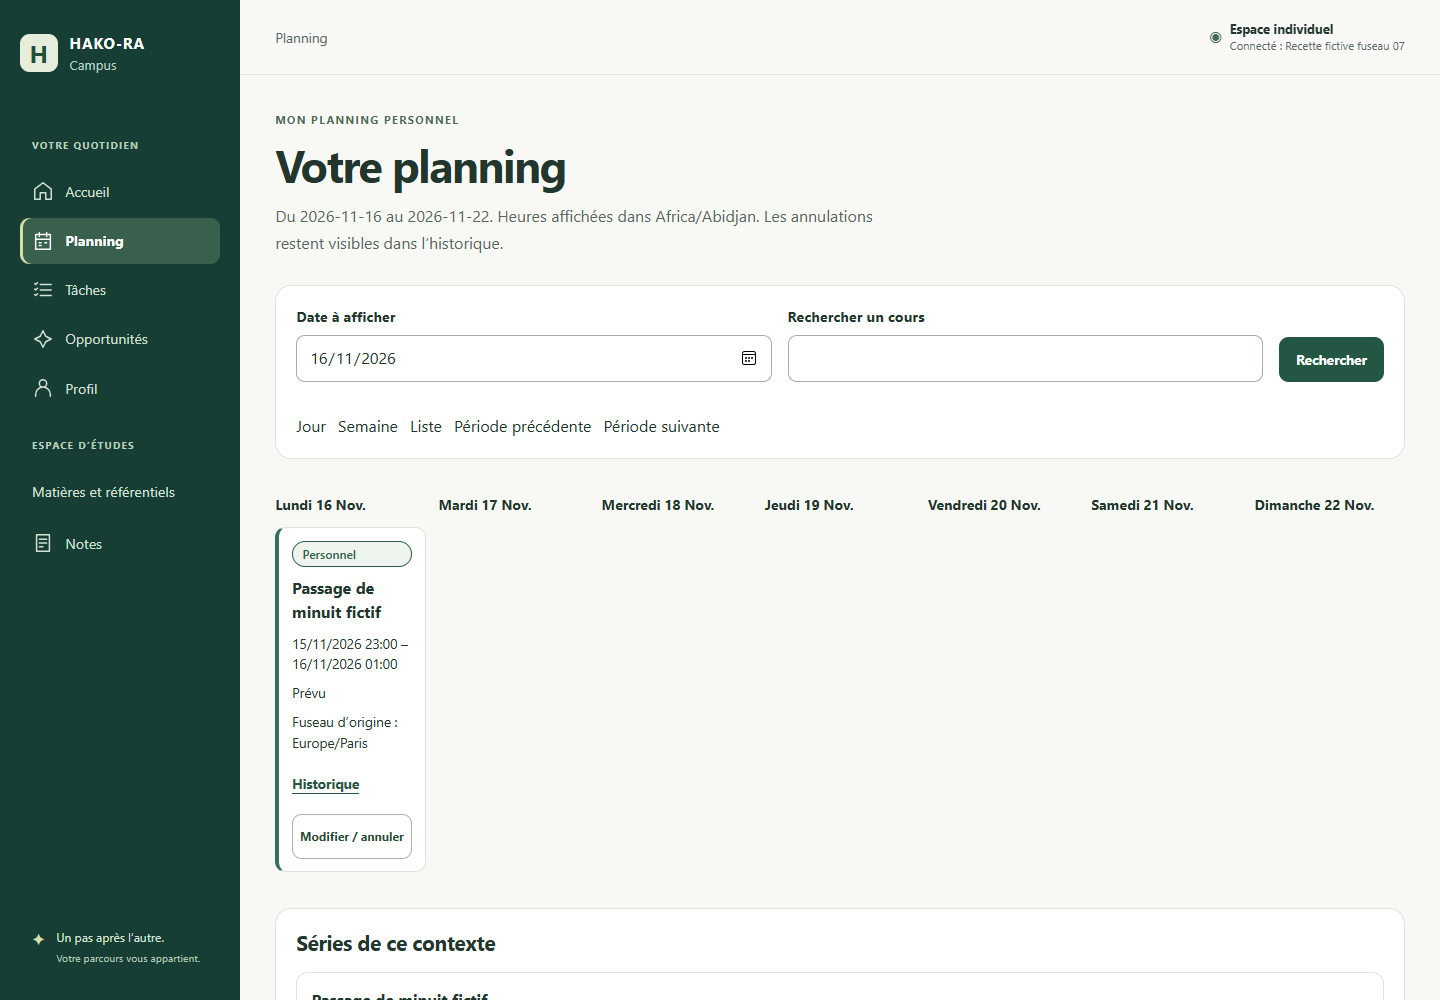 H
HAKO-RA
Campus
VOTRE QUOTIDIEN
Accueil
Planning
Tâches
Opportunités
Profil
ESPACE D’ÉTUDES
Matières et référentiels
Notes
Un pas après l’autre.
Votre parcours vous appartient.
Planning
Espace individuel
Connecté : Recette fictive fuseau 07
MON PLANNING PERSONNEL
Votre planning
Du 2026-11-16 au 2026-11-22. Heures affichées dans Africa/Abidjan. Les annulations
restent visibles dans l’historique.
Date à afficher
16/11/2026
Rechercher un cours
Rechercher
Jour Semaine Liste Période précédente Période suivante
Lundi 16 Nov. Mardi 17 Nov. Mercredi 18 Nov. Jeudi 19 Nov. Vendredi 20 Nov. Samedi 21 Nov. Dimanche 22 Nov.
Personnel
Passage de
minuit fictif
15/11/2026 23:00 –
16/11/2026 01:00
Prévu
Fuseau d’origine :
Europe/Paris
Historique
Modifier / annuler
Séries de ce contexte
Passage de minuit fictif